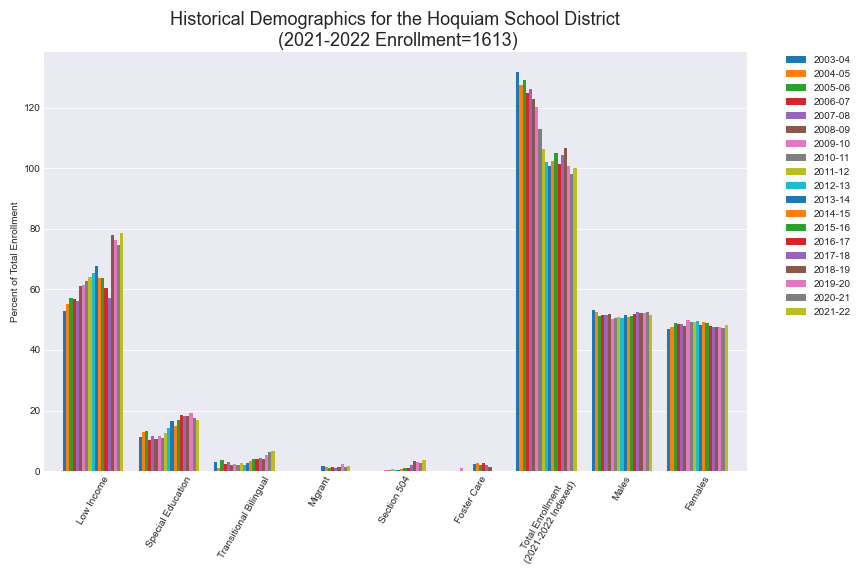 Historical Demographics for the Hoquiam School District
(2021-2022 Enrollment=1613)
Percent of Total Enrollment
120
100
80
60
40
20
0
Low Income
Special Education
Transitional Bilingual
Migrant
Section 504
Foster Care
Total Enrollment
(2021-2022 Indexed)
Males
Females
2003-04
2004-05
2005-06
2006-07
2007-08
2008-09
2009-10
2010-11
2011-12
2012-13
2013-14
2014-15
2015-16
2016-17
2017-18
2018-19
2019-20
2020-21
2021-22